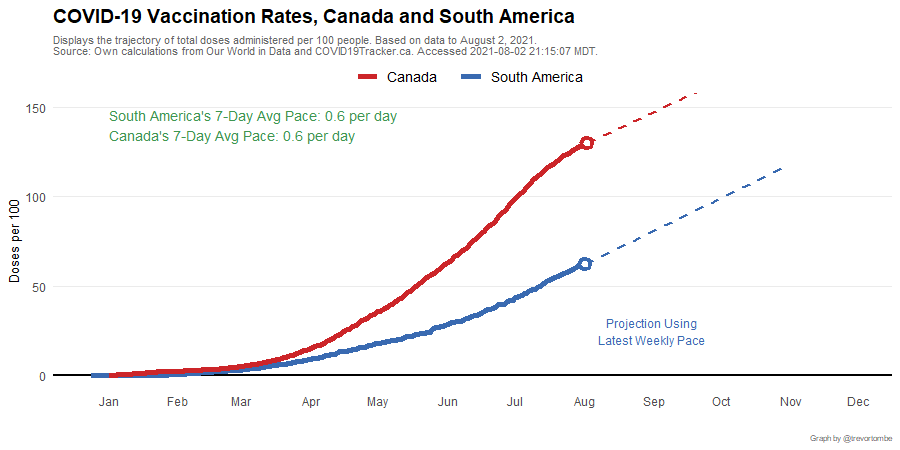 COVID-19 Vaccination Rates, Canada and South America
Displays the trajectory of total doses administered per 100 people. Based on data to August 2, 2021.
Source: Own calculations from Our World in Data and COVID19Tracker.ca. Accessed 2021-08-02 21:15:07 MDT.
Canada South America
South America's 7-Day Avg Pace: 0.6 per day
Canada's 7-Day Avg Pace: 0.6 per day
150
100
50
0
Doses per 100
Projection Using
Latest Weekly Pace
Jan Feb Mar Apr May Jun Jul Aug Sep Oct Nov Dec
Graph by @trevortombe